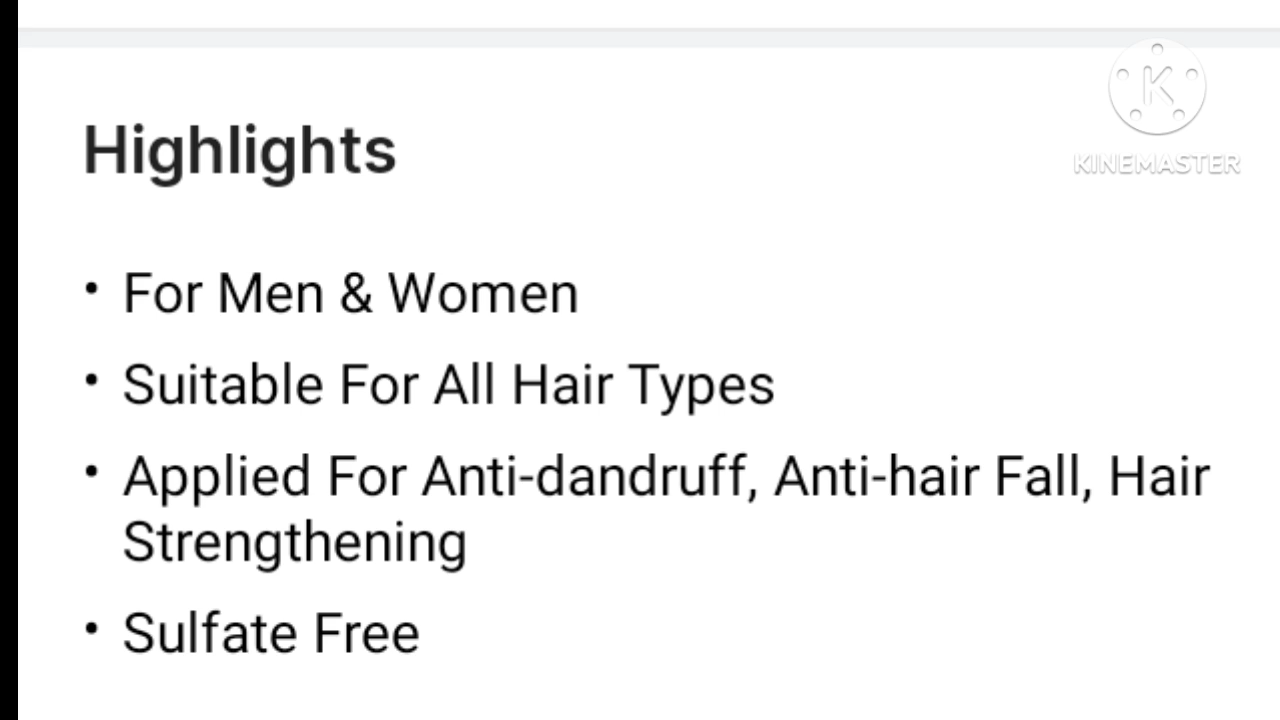 Highlights
KINEMASTER
• For Men & Women
• Suitable For All Hair Types
• Applied For Anti-dandruff, Anti-hair Fall, Hair
Strengthening
• Sulfate Free